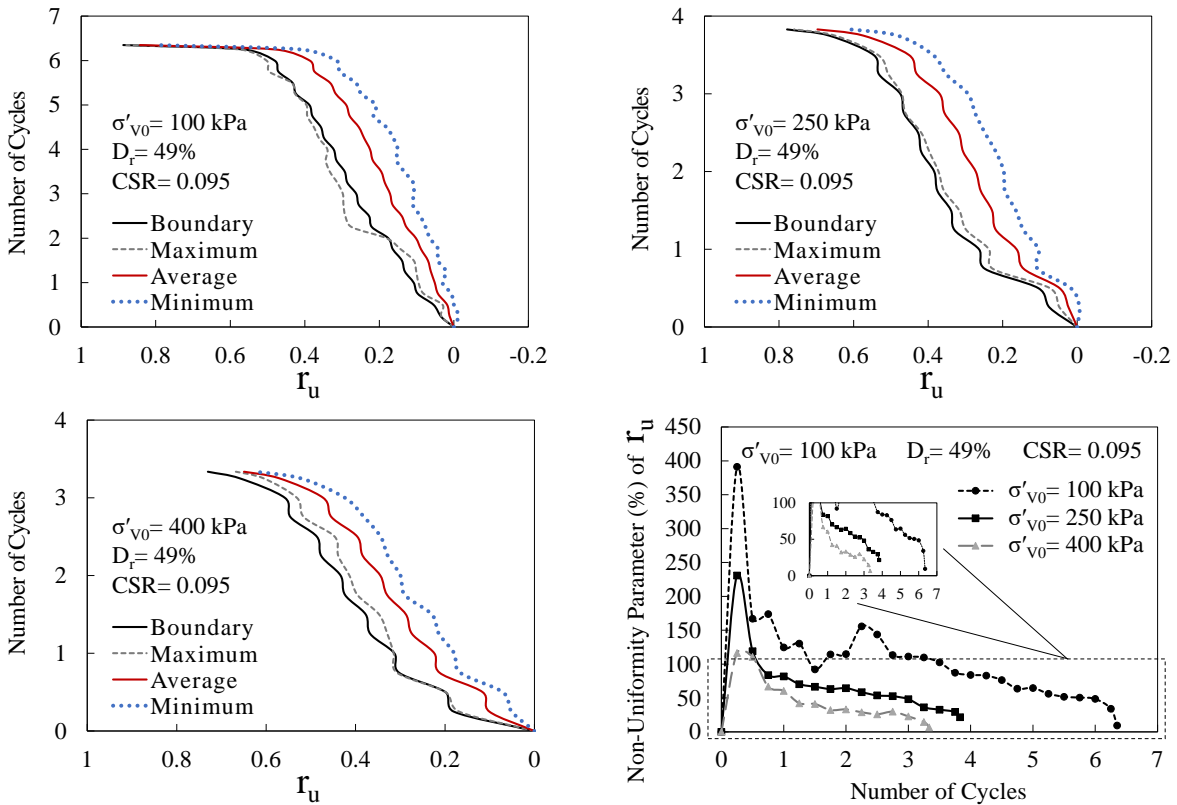 7
6
5
4
3
2
1
0
Number of Cycles
σ′V0= 100 kPa
Dr= 49%
CSR= 0.095
Boundary
Maximum
Average
Minimum
1 0.8 0.6 0.4 0.2 0 -0.2
ru
4
3
2
1
0
Number of Cycles
σ′V0= 250 kPa
Dr= 49%
CSR= 0.095
Boundary
Maximum
Average
Minimum
1 0.8 0.6 0.4 0.2 0 -0.2
ru
4
3
2
1
0
Number of Cycles
σ′V0= 400 kPa
Dr= 49%
CSR= 0.095
Boundary
Maximum
Average
Minimum
1 0.8 0.6 0.4 0.2 0
ru
450
400
350
300
250
200
150
100
50
0
Non-Uniformity Parameter (%) of ru
σ′V0= 100 kPa Dr= 49% CSR= 0.095
σ′V0= 100 kPa
σ′V0= 250 kPa
σ′V0= 400 kPa
100
50
0
0 1 2 3 4 5 6 7
0 1 2 3 4 5 6 7
Number of Cycles